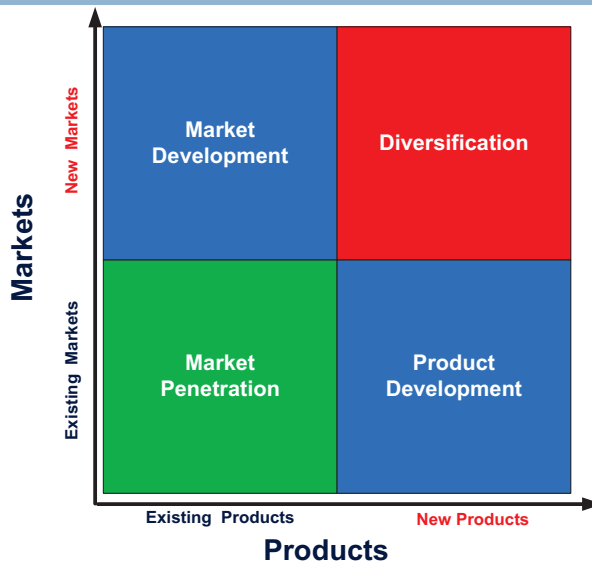 Markets
New Markets
Existing Markets
Market
Development
Diversification
Market
Penetration
Product
Development
Existing Products
New Products
Products